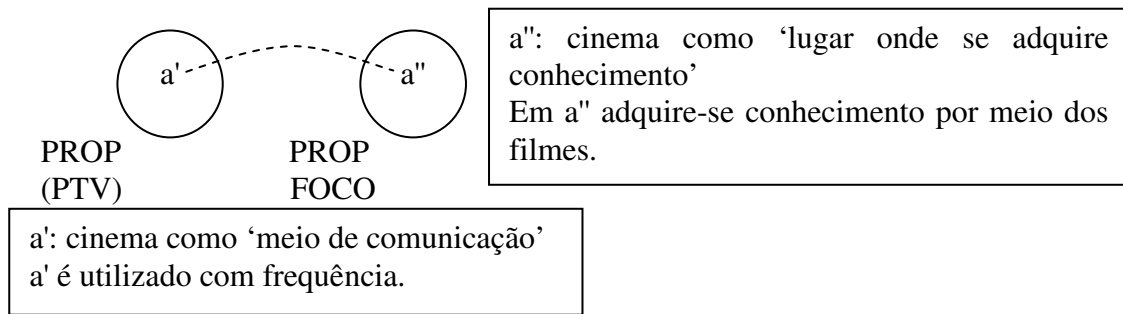 a'
a"
PROP
(PTV)
PROP
FOCO
a": cinema como ‘lugar onde se adquire
conhecimento’
Em a" adquire-se conhecimento por meio dos
filmes.
a': cinema como ‘meio de comunicação’
a' é utilizado com frequência.